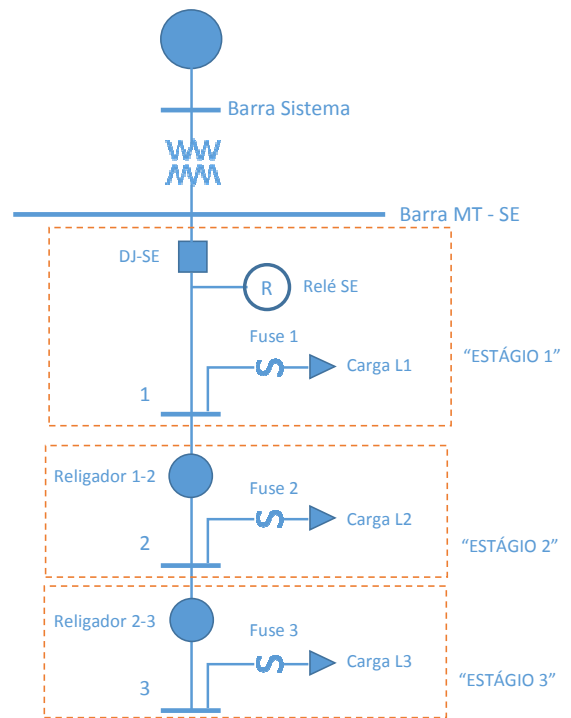 Barra Sistema
Barra MT - SE
DJ-SE
R
Relé SE
Fuse 1
Carga L1
"ESTÁGIO 1"
1
Religador 1-2
Fuse 2
Carga L2
"ESTÁGIO 2"
2
Religador 2-3
Fuse 3
Carga L3
"ESTÁGIO 3"
3